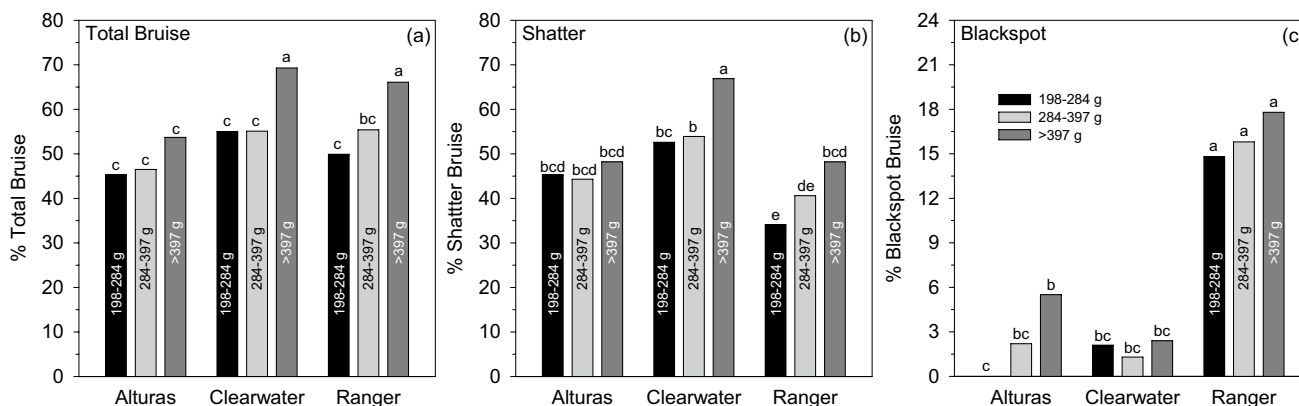 Total Bruise (a)
% Total Bruise
80
70
60
50
40
30
20
10
0
c
c
c
c
c
a
c
bc
a
198-284 g
284-397 g
>397 g
198-284 g
284-397 g
>397 g
198-284 g
284-397 g
>397 g
Alturas Clearwater Ranger
Shatter (b)
% Shattter Bruise
80
70
60
50
40
30
20
10
0
bcd
bcd
bcd
bc
b
a
e
de
bcd
198-284 g
284-397 g
>397 g
198-284 g
284-397 g
>397 g
198-284 g
284-397 g
>397 g
Alturas Clearwater Ranger
Blackspot (c
% Blackspot Bruise
24
21
18
15
12
9
6
3
0
198-284 g
284-397 g
>397 g
c
bc
b
bc
bc
bc
a
a
a
198-284 g
284-397 g
>397 g
Alturas Clearwater Ranger